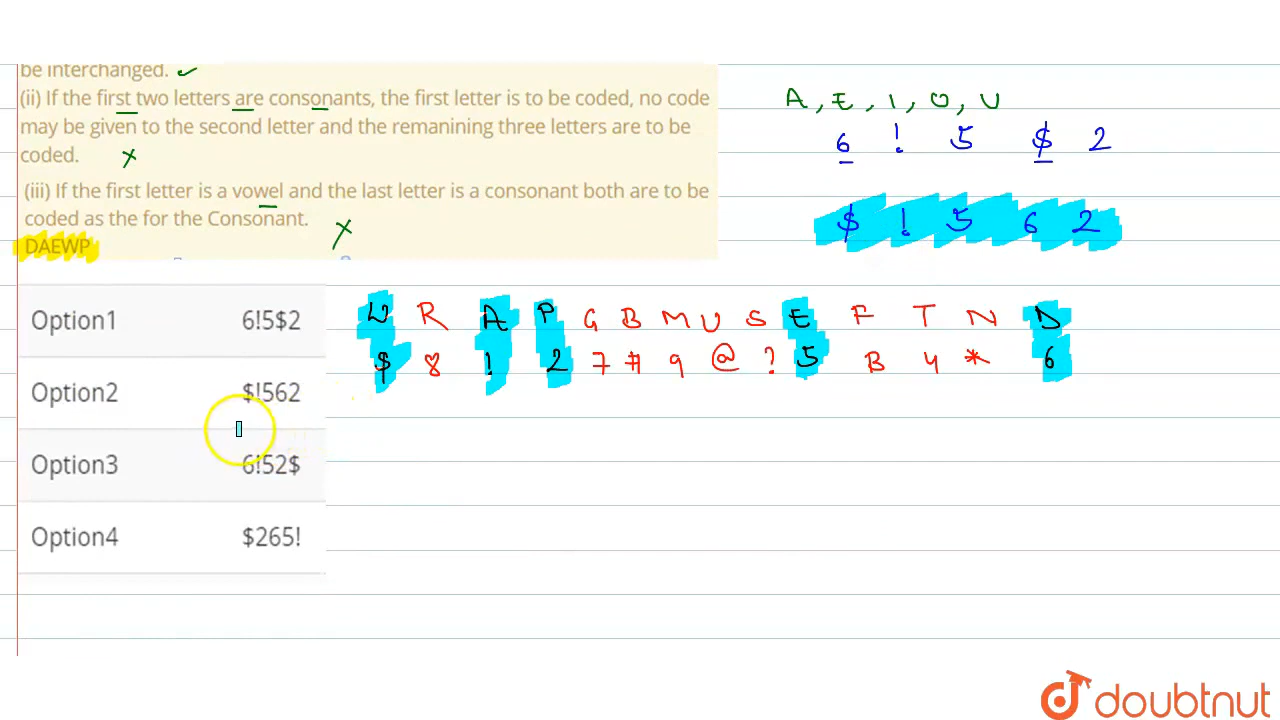 be interchanged. ✓
(ii) If the first two letters are consonants, the first letter is to be coded, no code
may be given to the second letter and the remanining three letters are to be
coded. x
(iii) If the first letter is a vowel and the last letter is a consonant both are to be
coded as the for the Consonant. x
DAEWP
A, E, I, O, U
6 ! 5 $ 2
$ ! 5 6 2
W R A P G B M U S E F T N D
$ 8 ! 2 7 # 9 @ ? 5 B 4 * 6
Option1 6!5$2
Option2 $!562
Option3 6!52$
Option4 $265!
doubtnut